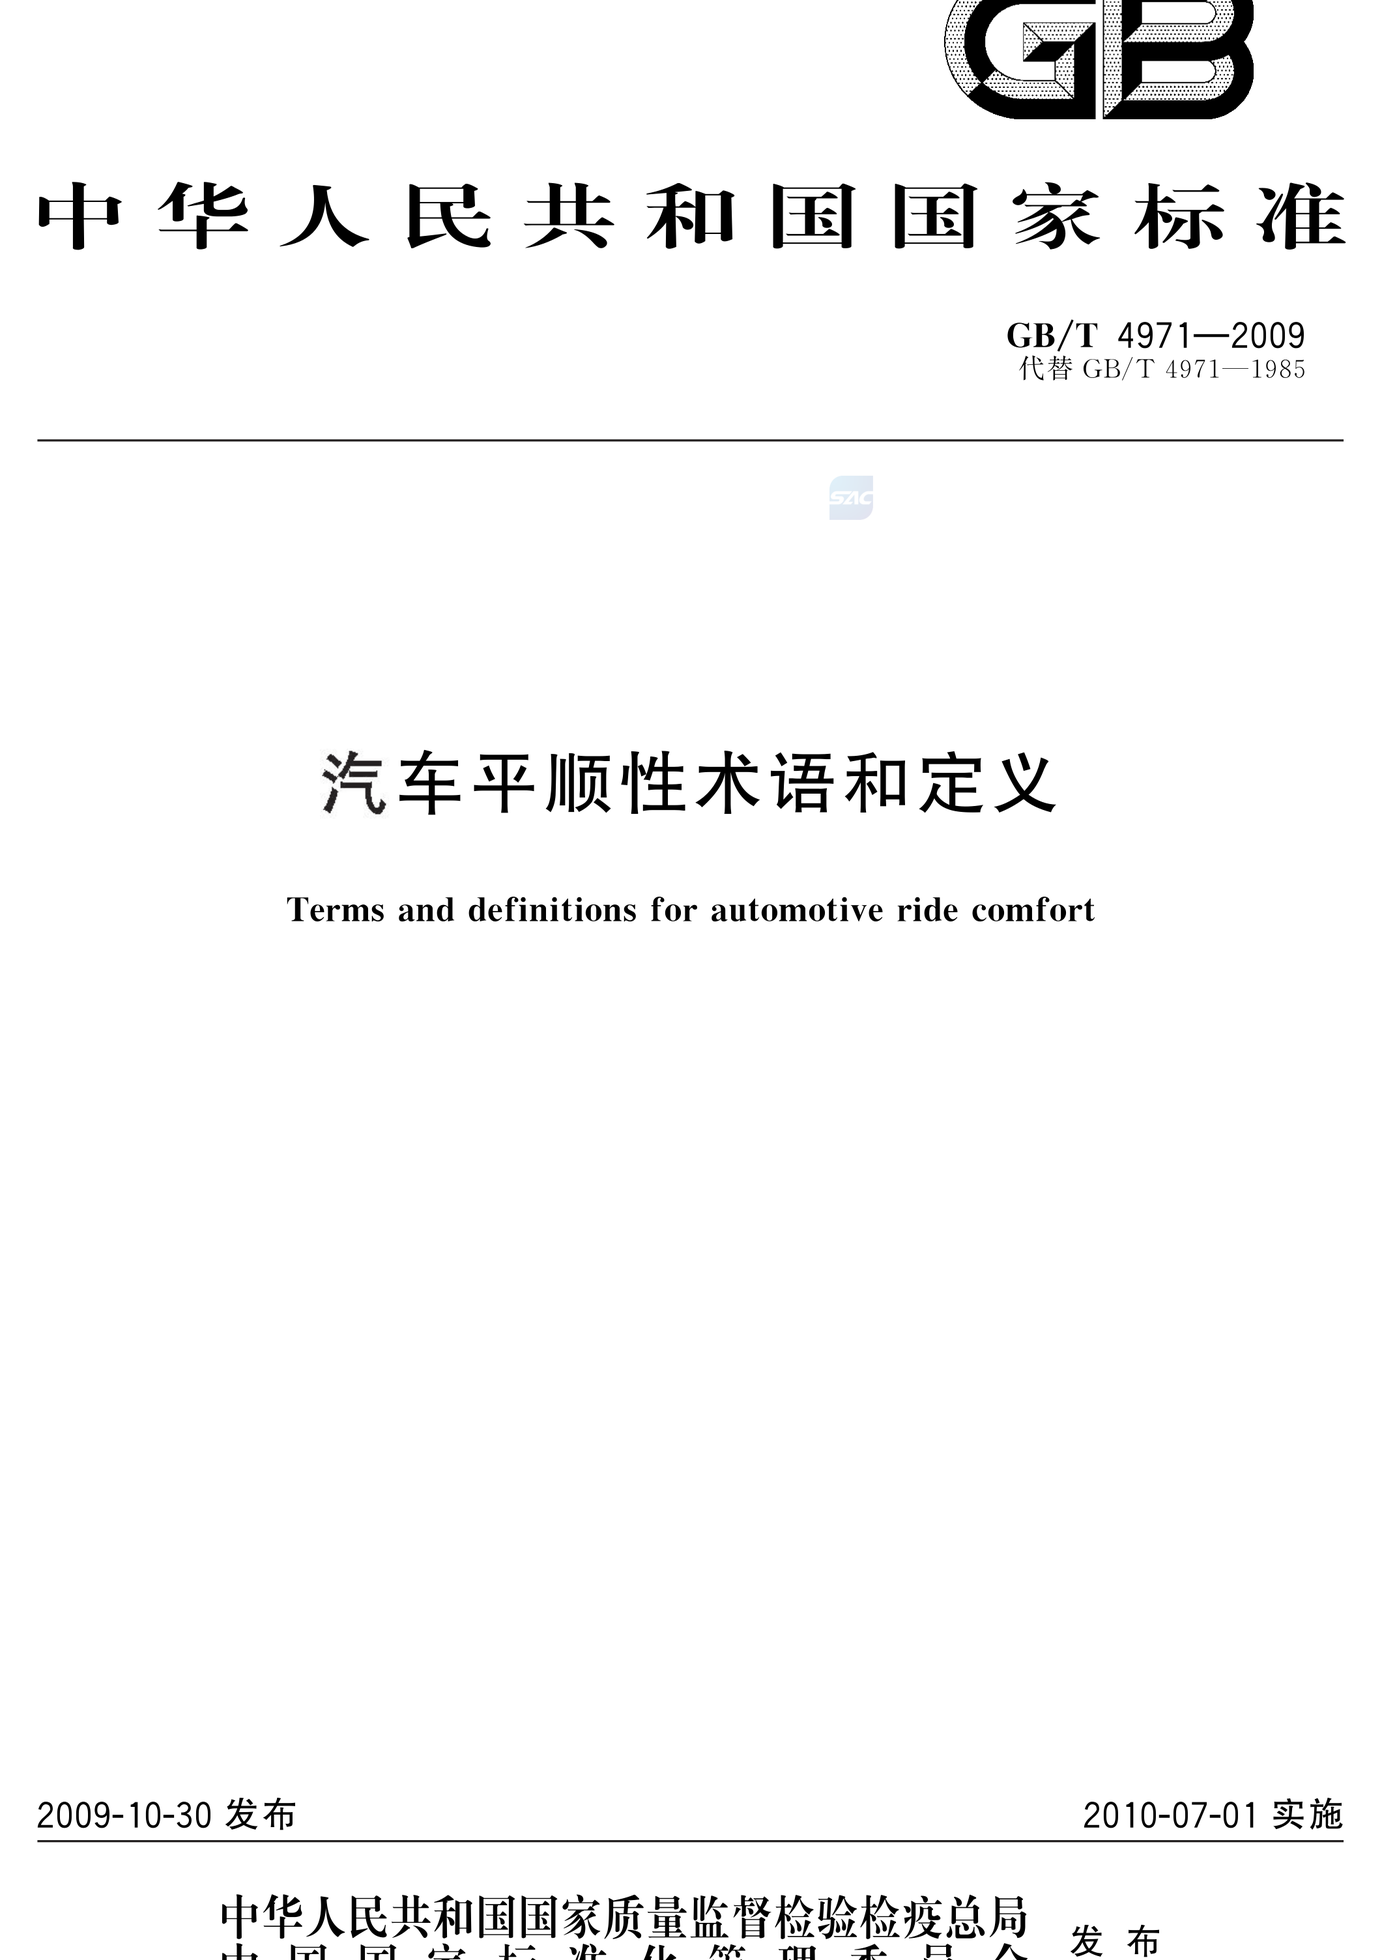 GB
中华人民共和国国家标准
GB/T 4971—2009
代替 GB/T 4971—1985
SAC
汽车平顺性术语和定义
Terms and definitions for automotive ride comfort
2009-10-30 发布
2010-07-01 实施
中华人民共和国国家质量监督检验检疫总局
发布
中国国家标准化管理委员会